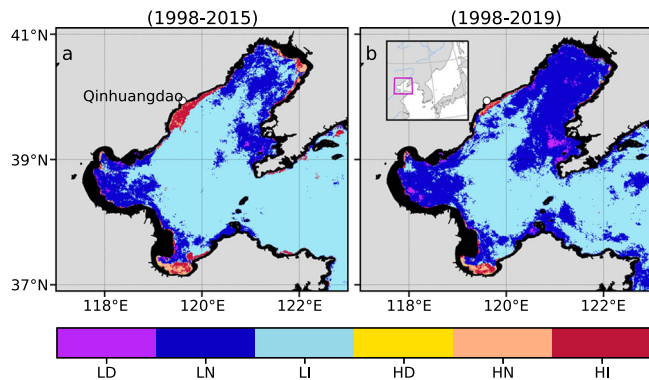 (1998-2015)
(1998-2019)
41°N
39°N
37°N
a
Qinhuangdao
b
118°E
120°E
122°E
118°E
120°E
122°E
LD
LN
LI
HD
HN
HI